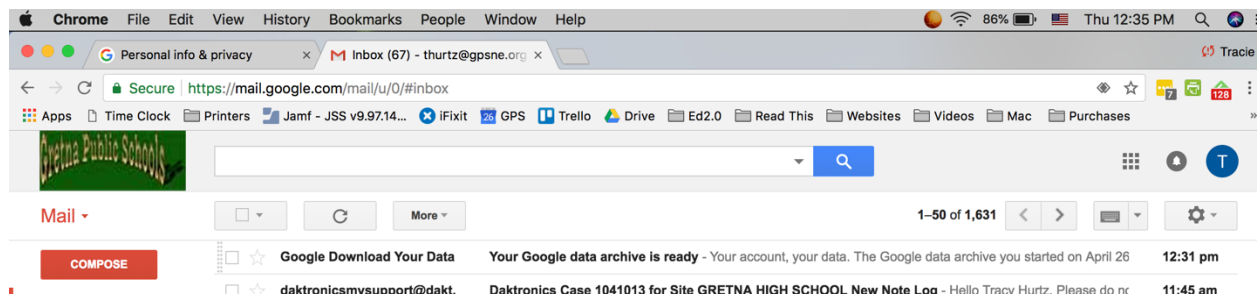 Chrome File Edit View History Bookmarks People Window Help 86% Thu 12:35 PM
Personal info & privacy × Inbox (67) - thurtz@gpsne.org × Tracie
Secure https://mail.google.com/mail/u/0/#inbox 7 128
Apps Time Clock Printers Jamf - JSS v9.97.14... iFixit 26 GPS Trello Drive Ed2.0 Read This Websites Videos Mac Purchases »
Gretna Public Schools T
Mail More 1–50 of 1,631
COMPOSE Google Download Your Data Your Google data archive is ready - Your account, your data. The Google data archive you started on April 26 12:31 pm
daktronicsmysupport@dakt. Daktronics Case 1041013 for Site GRETNA HIGH SCHOOL New Note Log - Hello Tracy Hurtz, Please do 11:45 am